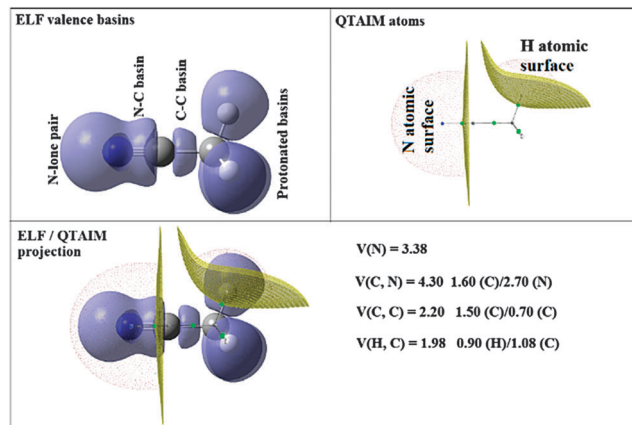 ELF valence basins
N-lone pair
N-C basin
C-C basin
Protonated basins
QTAIM atoms
H atomic
surface
N atomic
surface
ELF / QTAIM
projection
V(N) = 3.38
V(C, N) = 4.30 1.60 (C)/2.70 (N)
V(C, C) = 2.20 1.50 (C)/0.70 (C)
V(H, C) = 1.98 0.90 (H)/1.08 (C)